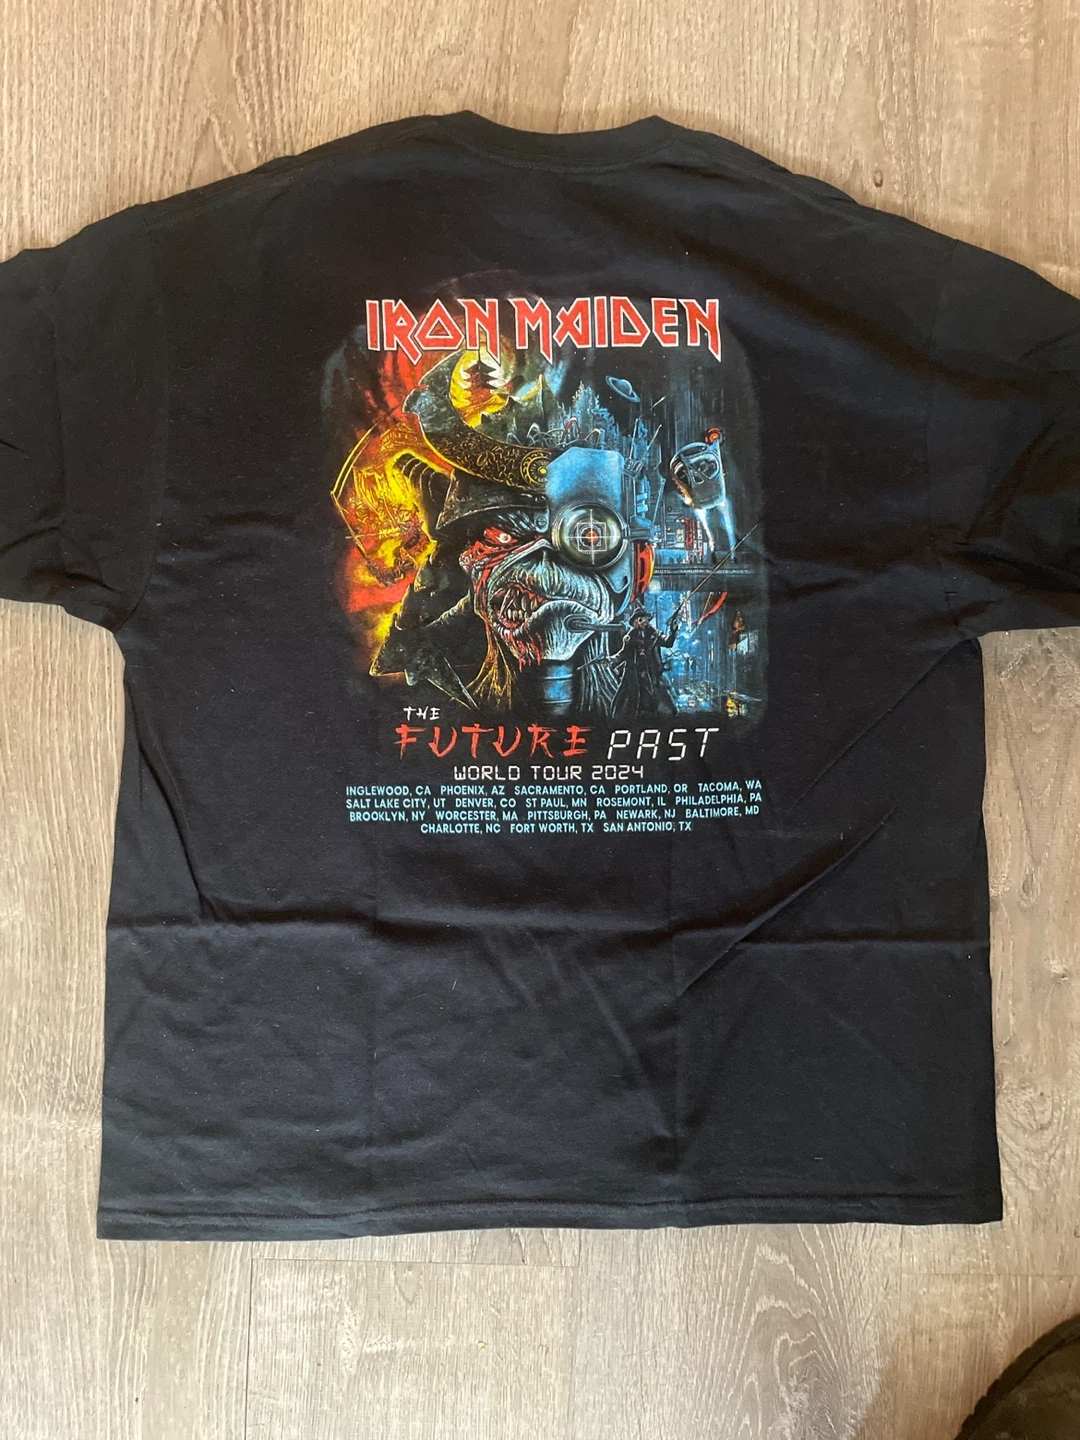 IRON MAIDEN
THE
FUTURE PAST
WORLD TOUR 2024
INGLEWOOD, CA PHOENIX, AZ SACRAMENTO, CA PORTLAND, OR TACOMA, WA
SALT LAKE CITY, UT DENVER, CO ST PAUL, MN ROSEMONT, IL PHILADELPHIA, PA
BROOKLYN, NY WORCESTER, MA PITTSBURGH, PA NEWARK, NJ BALTIMORE, MD
CHARLOTTE, NC FORT WORTH, TX SAN ANTONIO, TX